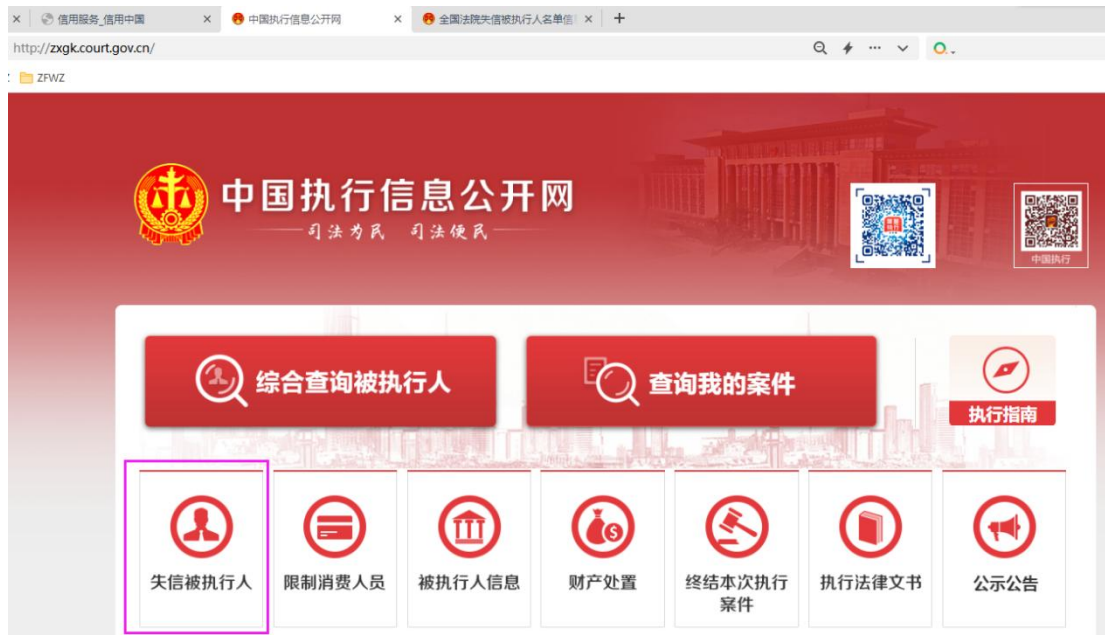 信用服务_信用中国
中国执行信息公开网
全国法院失信被执行人名单信
http://zxgk.court.gov.cn/
ZFWZ
中国执行信息公开网
司法为民 司法便民
中国执行
综合查询被执行人
查询我的案件
执行指南
失信被执行人
限制消费人员
被执行人信息
财产处置
终结本次执行
案件
执行法律文书
公示公告